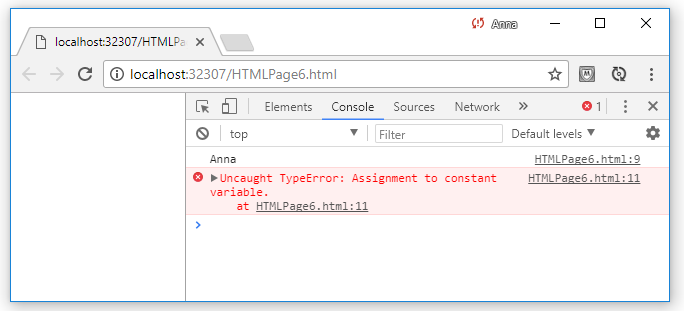 Anna
localhost:32307/HTMLPa
localhost:32307/HTMLPage6.html
Elements Console Sources Network » 1
top Filter Default levels
Anna HTMLPage6.html:9
Uncaught TypeError: Assignment to constant HTMLPage6.html:11
variable.
at HTMLPage6.html:11